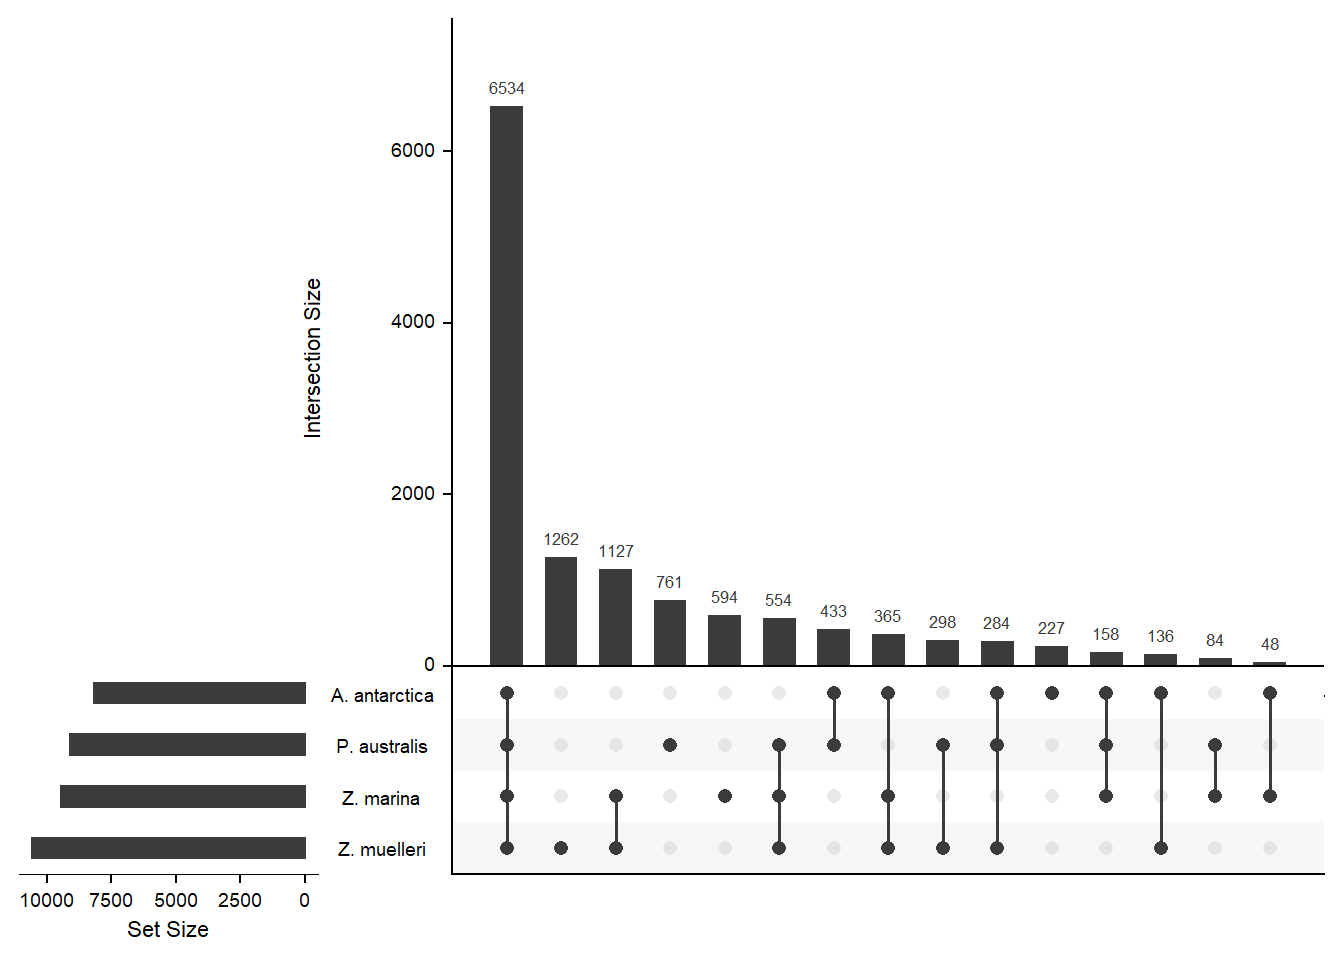 6534
6000
Intersection Size
4000
2000
1262
1127
761
594
554
433
365
298
284
227
158
136
84
48
0
A. antarctica
P. australis
Z. marina
Z. muelleri
10000 7500 5000 2500 0
Set Size